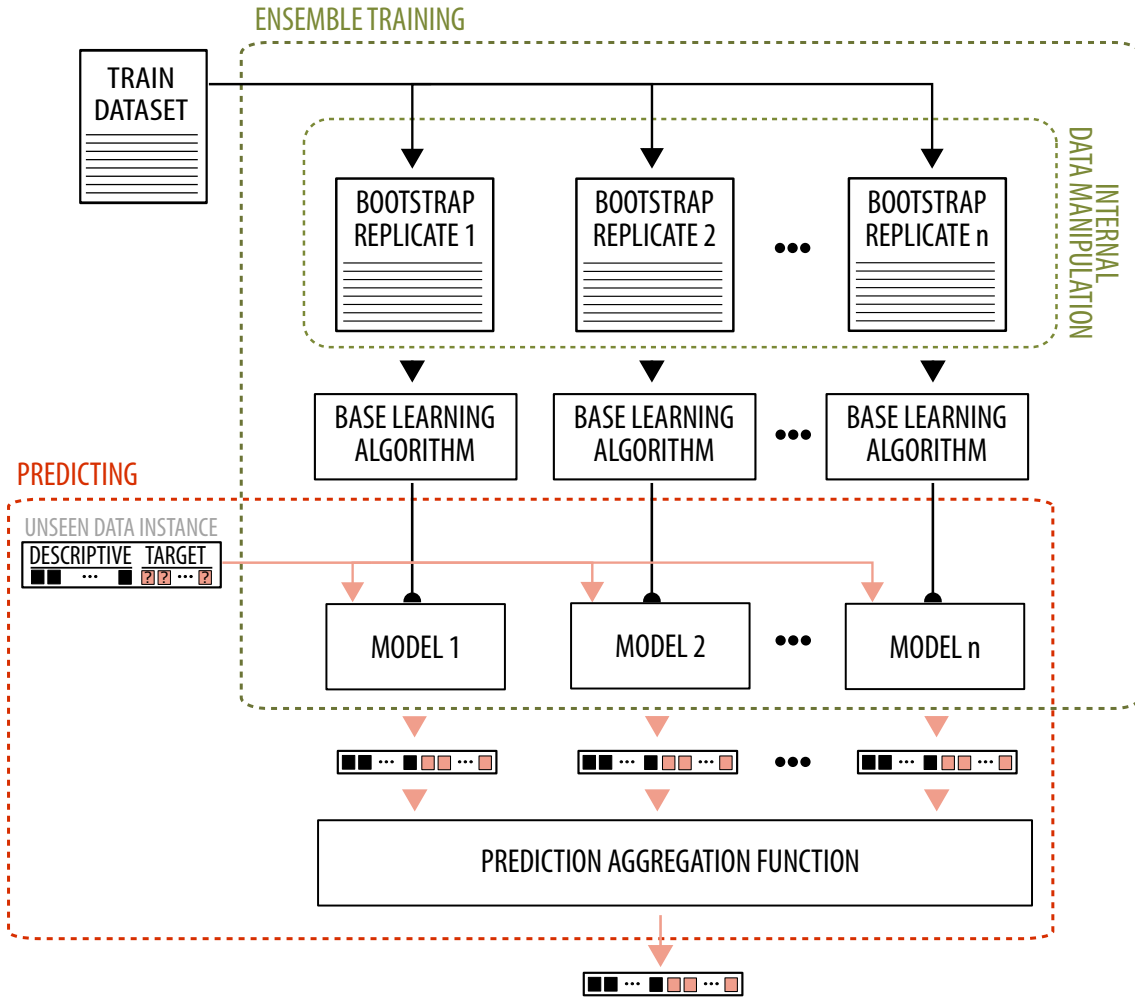 ENSEMBLE TRAINING
TRAIN
DATASET
INTERNAL
DATA MANIPULATION
BOOTSTRAP
REPLICATE 1
BOOTSTRAP
REPLICATE 2
•••
BOOTSTRAP
REPLICATE n
BASE LEARNING
ALGORITHM
BASE LEARNING
ALGORITHM
•••
BASE LEARNING
ALGORITHM
PREDICTING
UNSEEN DATA INSTANCE
DESCRIPTIVE TARGET
... ? ? ... ?
MODEL 1
MODEL 2
•••
MODEL n
...
...
...
...
•••
...
...
PREDICTION AGGREGATION FUNCTION
...
...